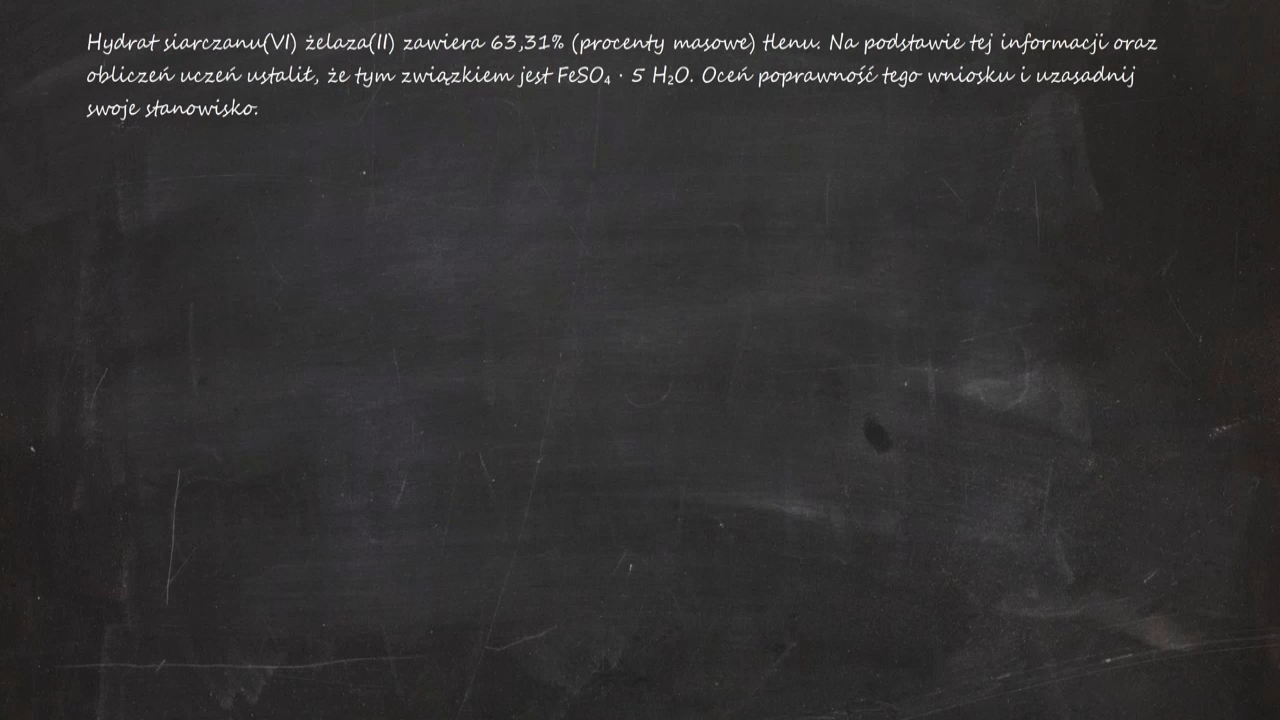 Hydrat siarczanu(VI) żelaza(II) zawiera 63,31% (procenty masowe) tlenu. Na podstawie tej informacji oraz
obliczeń uczeń ustalił, że tym związkiem jest FeSO₄ · 5 H₂O. Oceń poprawność tego wniosku i uzasadnij
swoje stanowisko.